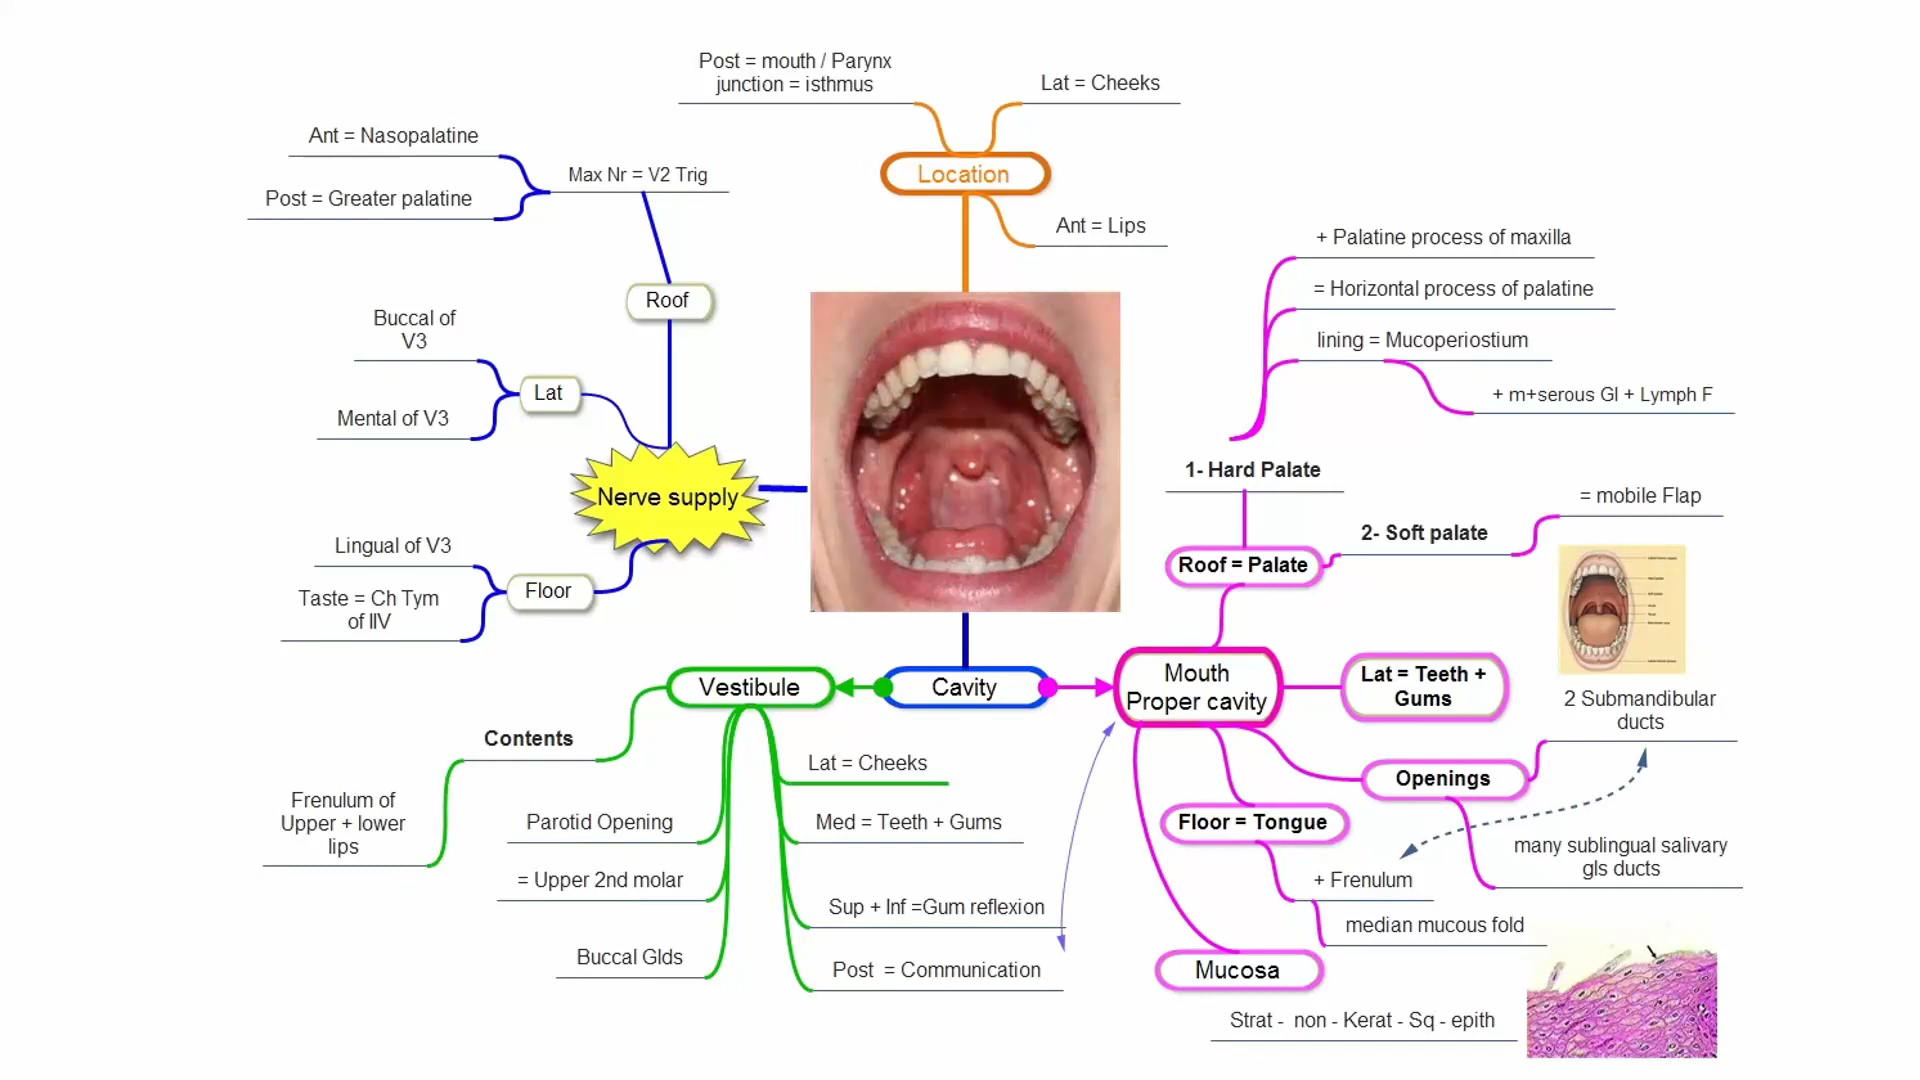 Post = mouth / Parynx
junction = isthmus
Lat = Cheeks
Location
Ant = Lips
Ant = Nasopalatine
Post = Greater palatine
Max Nr = V2 Trig
Roof
Buccal of
V3
Mental of V3
Lat
Nerve supply
Lingual of V3
Taste = Ch Tym
of IIV
Floor
+ Palatine process of maxilla
= Horizontal process of palatine
lining = Mucoperiostium
+ m+serous Gl + Lymph F
1- Hard Palate
= mobile Flap
2- Soft palate
Roof = Palate
Vestibule
Cavity
Mouth
Proper cavity
Lat = Teeth +
Gums
2 Submandibular
ducts
Openings
many sublingual salivary
gls ducts
Floor = Tongue
+ Frenulum
median mucous fold
Mucosa
Strat - non - Kerat - Sq - epith
Contents
Frenulum of
Upper + lower
lips
Parotid Opening
= Upper 2nd molar
Buccal Glds
Lat = Cheeks
Med = Teeth + Gums
Sup + Inf =Gum reflexion
Post = Communication